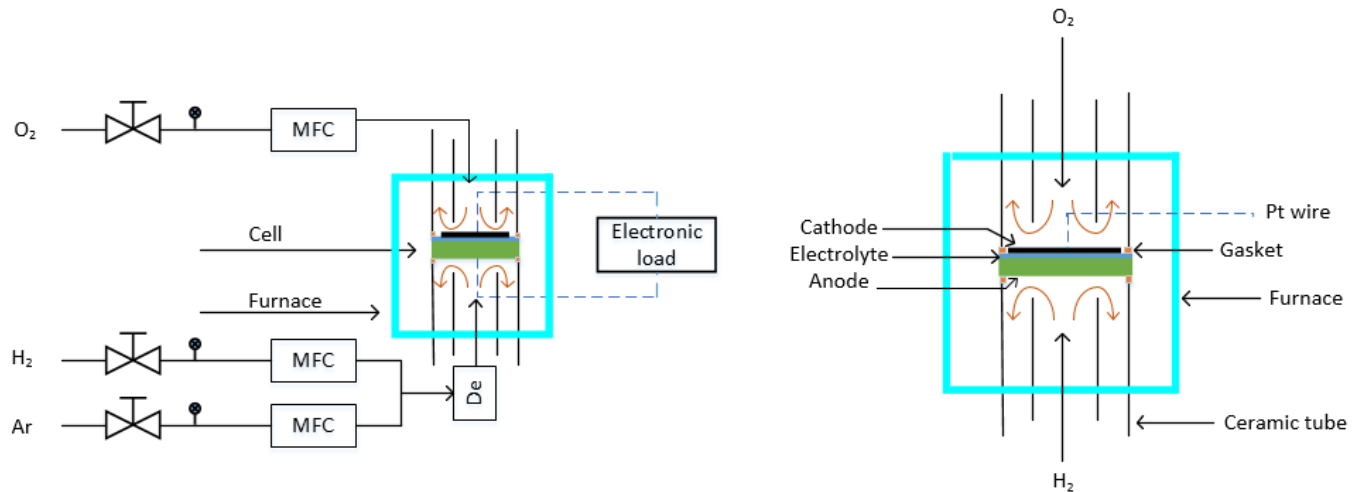 O₂
MFC
Cell
Furnace
Electronic
load
H₂
MFC
De
Ar
MFC
O₂
Cathode
Electrolyte
Anode
Pt wire
Gasket
Furnace
Ceramic tube
H₂